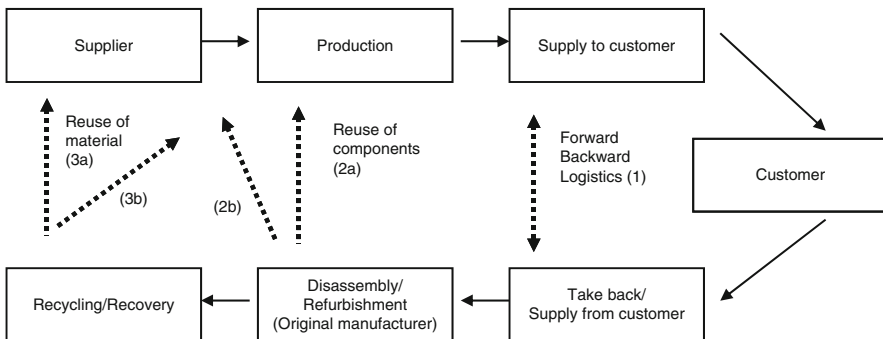 Supplier
Production
Supply to customer
Reuse of
material
(3a)
(3b)
(2b)
Reuse of
components
(2a)
Forward
Backward
Logistics (1)
Customer
Recycling/Recovery
Disassembly/
Refurbishment
(Original manufacturer)
Take back/
Supply from customer